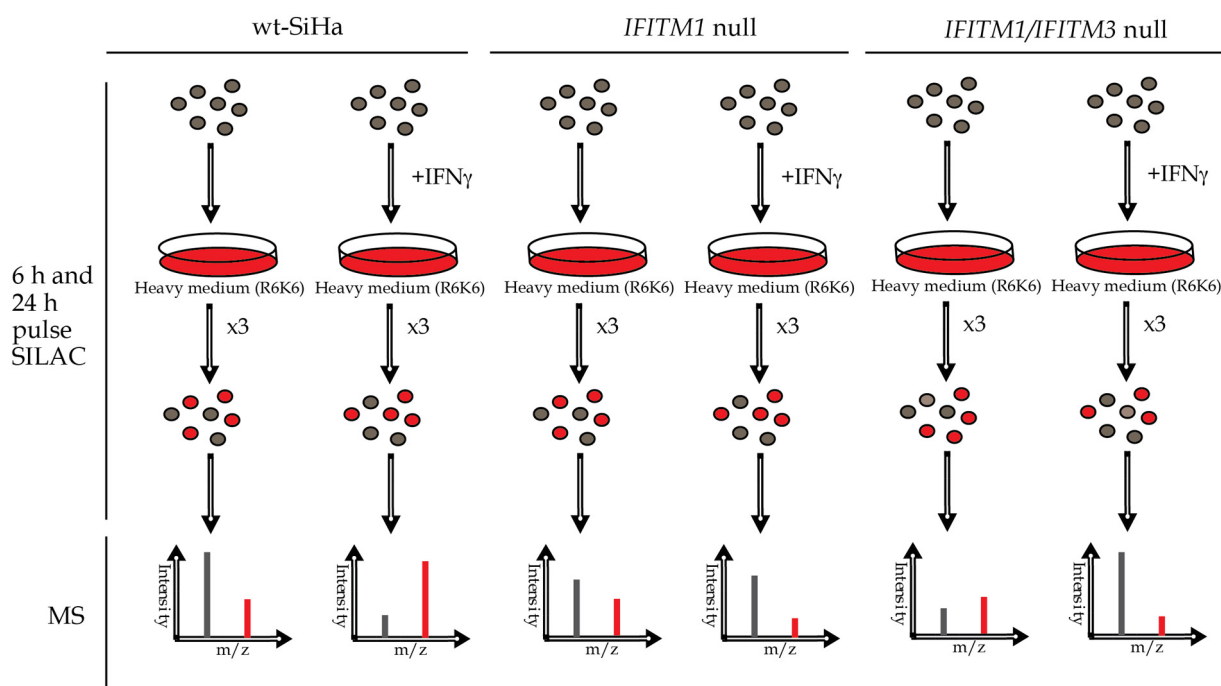 wt-SiHa
IFITM1 null
IFITM1/IFITM3 null
+IFNγ
+IFNγ
+IFNγ
6 h and
24 h
pulse
SILAC
Heavy medium (R6K6)
Heavy medium (R6K6)
Heavy medium (R6K6)
Heavy medium (R6K6)
Heavy medium (R6K6)
Heavy medium (R6K6)
x3
x3
x3
x3
x3
x3
MS
Intensity
m/z
Intensity
m/z
Intensity
m/z
Intensity
m/z
Intensity
m/z
Intensity
m/z